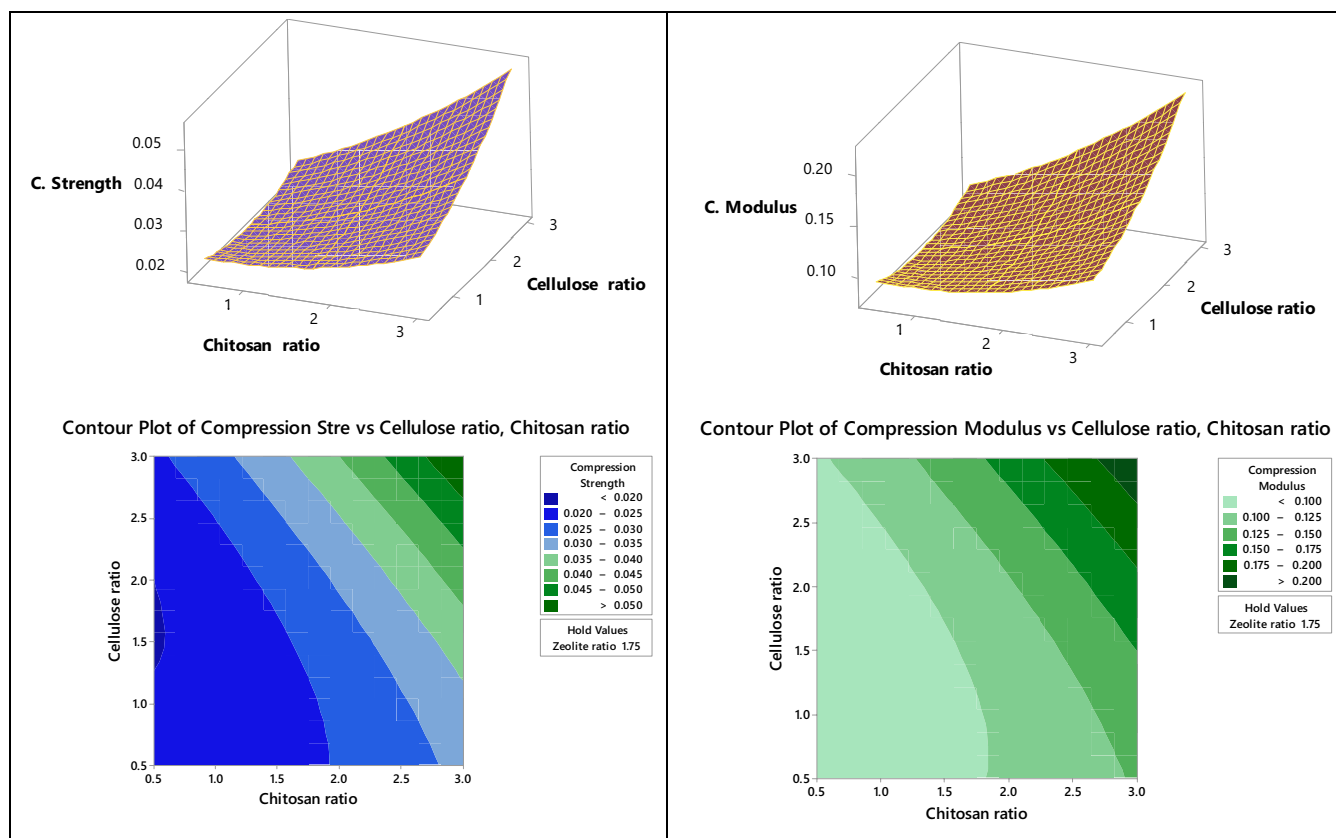 0.05
0.04
0.03
0.02
C. Strength
1
2
3
Chitosan ratio
1
2
3
Cellulose ratio
0.20
0.15
0.10
C. Modulus
1
2
3
Chitosan ratio
1
2
3
Cellulose ratio
Contour Plot of Compression Stre vs Cellulose ratio, Chitosan ratio
3.0
2.5
2.0
1.5
1.0
0.5
Cellulose ratio
0.5 1.0 1.5 2.0 2.5 3.0
Chitosan ratio
Compression
Strength
< 0.020
0.020 – 0.025
0.025 – 0.030
0.030 – 0.035
0.035 – 0.040
0.040 – 0.045
0.045 – 0.050
> 0.050
Hold Values
Zeolite ratio 1.75
Contour Plot of Compression Modulus vs Cellulose ratio, Chitosan ratio
3.0
2.5
2.0
1.5
1.0
0.5
Cellulose ratio
0.5 1.0 1.5 2.0 2.5 3.0
Chitosan ratio
Compression
Modulus
< 0.100
0.100 – 0.125
0.125 – 0.150
0.150 – 0.175
0.175 – 0.200
> 0.200
Hold Values
Zeolite ratio 1.75